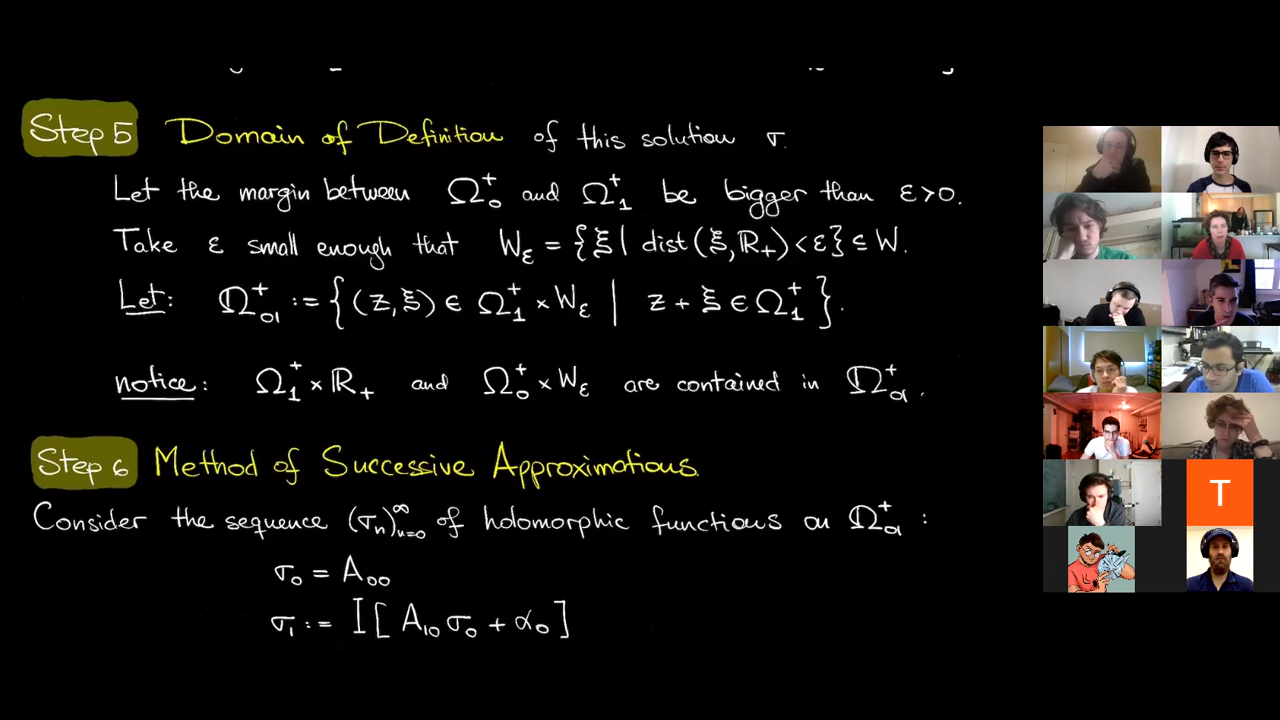 Step 5 Domain of Definition of this solution σ.
Let the margin between Ω₀⁺ and Ω₁⁺ be bigger than ε>0.
Take ε small enough that W_ε = {ξ | dist(ξ,ℝ₊)<ε} ⊆ W.
Let: Ω₀₁⁺ := {(z,ξ) ∈ Ω₁⁺ × W_ε | z + ξ ∈ Ω₁⁺}.
notice: Ω₁⁺ × ℝ₊ and Ω₀⁺ × W_ε are contained in Ω₀₁⁺.
Step 6 Method of Successive Approximations.
Consider the sequence (σₙ)ₙ₌₀^∞ of holomorphic functions on Ω₀₁⁺ :
σ₀ = A₀₀
σ₁ := I[A₁₀σ₀ + α₀]
T